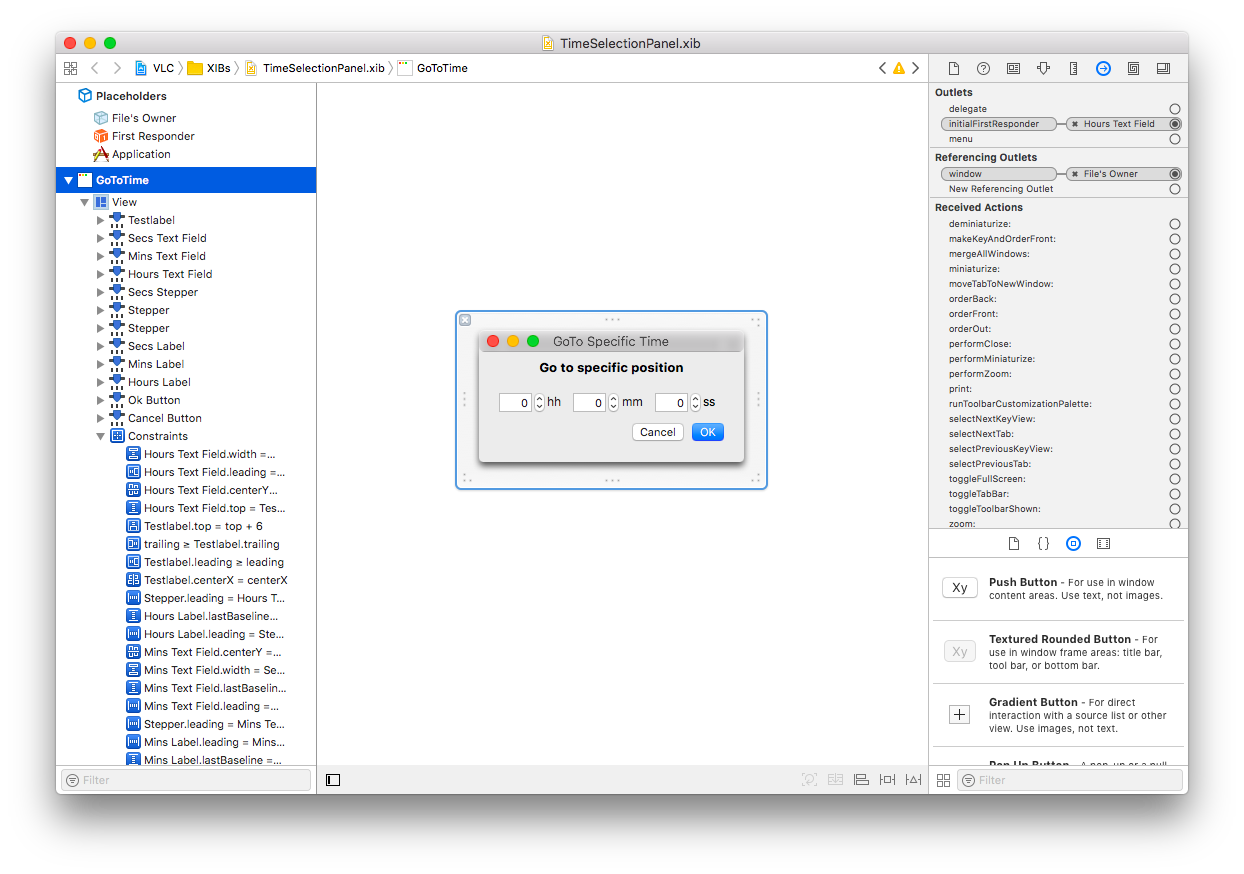 TimeSelectionPanel.xib
VLC
XIBs
TimeSelectionPanel.xib
GoToTime
Placeholders
File's Owner
First Responder
Application
GoToTime
View
Testlabel
Secs Text Field
Mins Text Field
Hours Text Field
Secs Stepper
Stepper
Stepper
Secs Label
Mins Label
Hours Label
Ok Button
Cancel Button
Constraints
Hours Text Field.width =...
Hours Text Field.leading =...
Hours Text Field.centerY...
Hours Text Field.top = Tes...
Testlabel.top = top + 6
trailing ≥ Testlabel.trailing
Testlabel.leading ≥ leading
Testlabel.centerX = centerX
Stepper.leading = Hours T...
Hours Label.lastBaseline...
Hours Label.leading = Ste...
Mins Text Field.centerY =...
Mins Text Field.width = Se...
Mins Text Field.lastBaselin...
Mins Text Field.leading =...
Stepper.leading = Mins Te...
Mins Label.leading = Mins...
Mins Label.lastBaseline =...
Filter
GoTo Specific Time
Go to specific position
0 hh 0 mm 0 ss
Cancel OK
Outlets
delegate
initialFirstResponder ✖ Hours Text Field
menu
Referencing Outlets
window ✖ File's Owner
New Referencing Outlet
Received Actions
deminiaturize:
makeKeyAndOrderFront:
mergeAllWindows:
miniaturize:
moveTabToNewWindow:
orderBack:
orderFront:
orderOut:
performClose:
performMiniaturize:
performZoom:
print:
runToolbarCustomizationPalette:
selectNextKeyView:
selectNextTab:
selectPreviousKeyView:
selectPreviousTab:
toggleFullScreen:
toggleTabBar:
toggleToolbarShown:
zoom:
{ }
Xy
Push Button - For use in window
content areas. Use text, not images.
Xy
Textured Rounded Button - For
use in window frame areas: title bar,
tool bar, or bottom bar.
Gradient Button - For direct
interaction with a source list or other
view. Use images, not text.
Pop Up Button - A pop-up or a pull
Filter